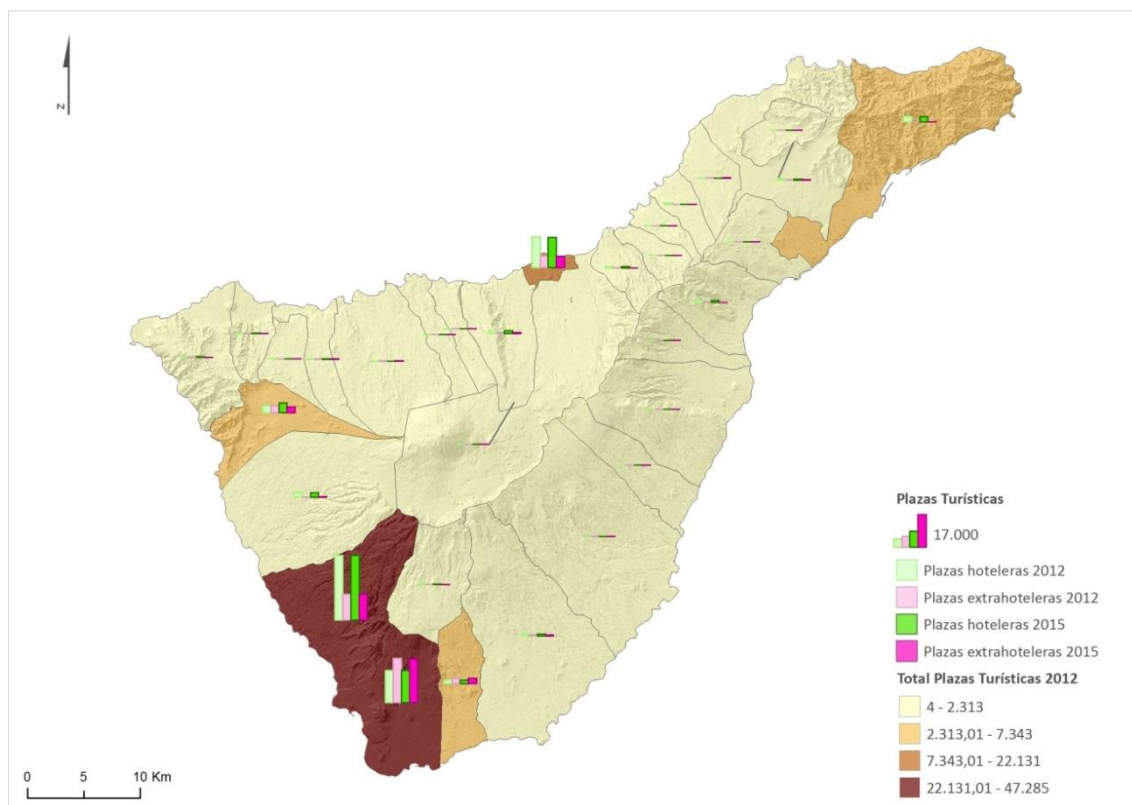 N
Plazas Turísticas
17.000
Plazas hoteleras 2012
Plazas extrahoteleras 2012
Plazas hoteleras 2015
Plazas extrahoteleras 2015
Total Plazas Turísticas 2012
4 - 2.313
2.313,01 - 7.343
7.343,01 - 22.131
22.131,01 - 47.285
0 5 10 Km